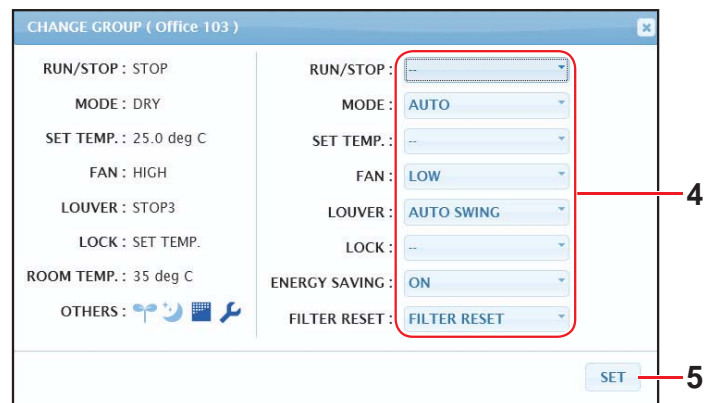 CHANGE GROUP ( Office 103 )
RUN/STOP : STOP
MODE : DRY
SET TEMP. : 25.0 deg C
FAN : HIGH
LOUVER : STOP3
LOCK : SET TEMP.
ROOM TEMP. : 35 deg C
OTHERS :
RUN/STOP : --
MODE : AUTO
SET TEMP. : --
FAN : LOW
LOUVER : AUTO SWING
LOCK : --
ENERGY SAVING : ON
FILTER RESET : FILTER RESET
4
SET
5